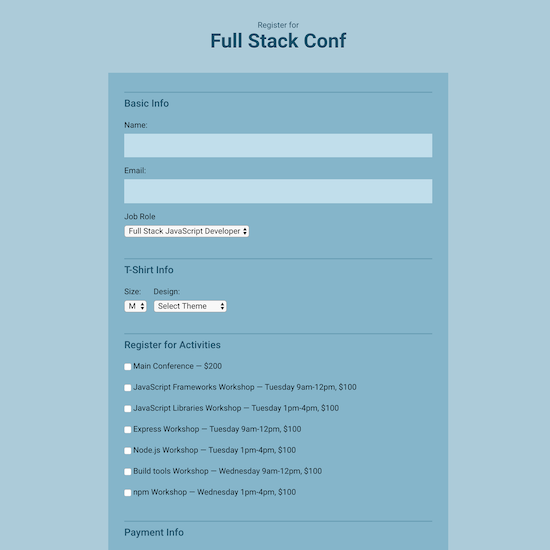 Register for
Full Stack Conf
Basic Info
Name:
Email:
Job Role
Full Stack JavaScript Developer
T-Shirt Info
Size: Design:
M Select Theme
Register for Activities
Main Conference — $200
JavaScript Frameworks Workshop — Tuesday 9am-12pm, $100
JavaScript Libraries Workshop — Tuesday 1pm-4pm, $100
Express Workshop — Tuesday 9am-12pm, $100
Node.js Workshop — Tuesday 1pm-4pm, $100
Build tools Workshop — Wednesday 9am-12pm, $100
npm Workshop — Wednesday 1pm-4pm, $100
Payment Info